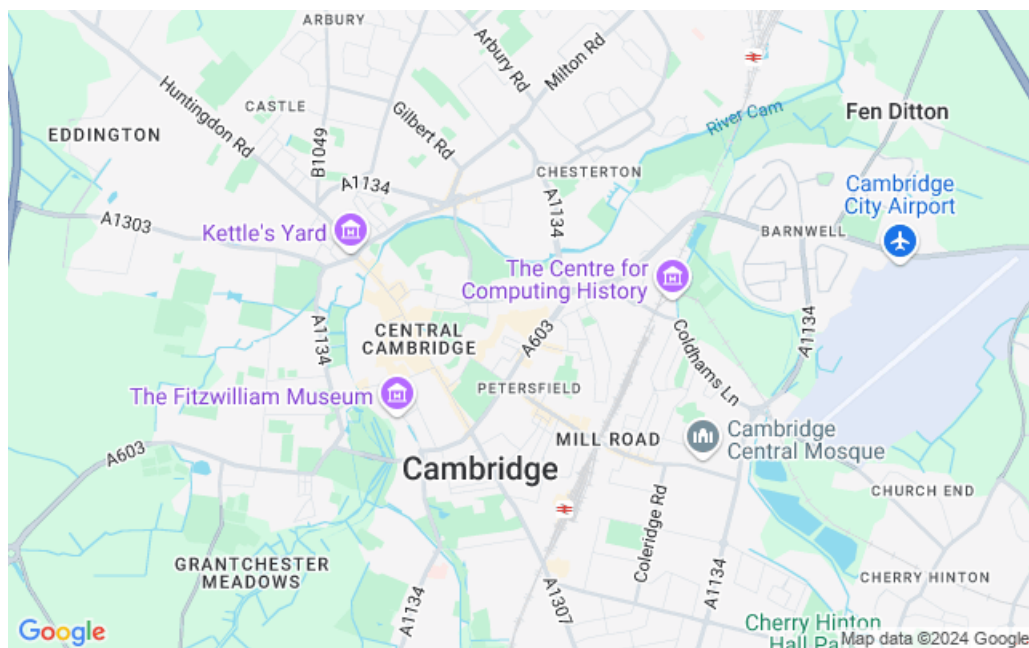 ARBURY
Arbury Rd
Milton Rd
Huntingdon Rd
CASTLE
Gilbert Rd
B1049
EDDINGTON
River Cam
Fen Ditton
CHESTERTON
A1134
A1134
Cambridge
City Airport
A1303
Kettle's Yard
BARNWELL
The Centre for
Computing History
A1134
A1134
CENTRAL
CAMBRIDGE
A603
Coldhams Ln
The Fitzwilliam Museum
PETERSFIELD
MILL ROAD
Cambridge
Central Mosque
A603
Cambridge
Coleridge Rd
CHURCH END
GRANTCHESTER
MEADOWS
A1134
A1307
A1134
CHERRY HINTON
Cherry Hinton
Hall Pa
Google
Map data ©2024 Google